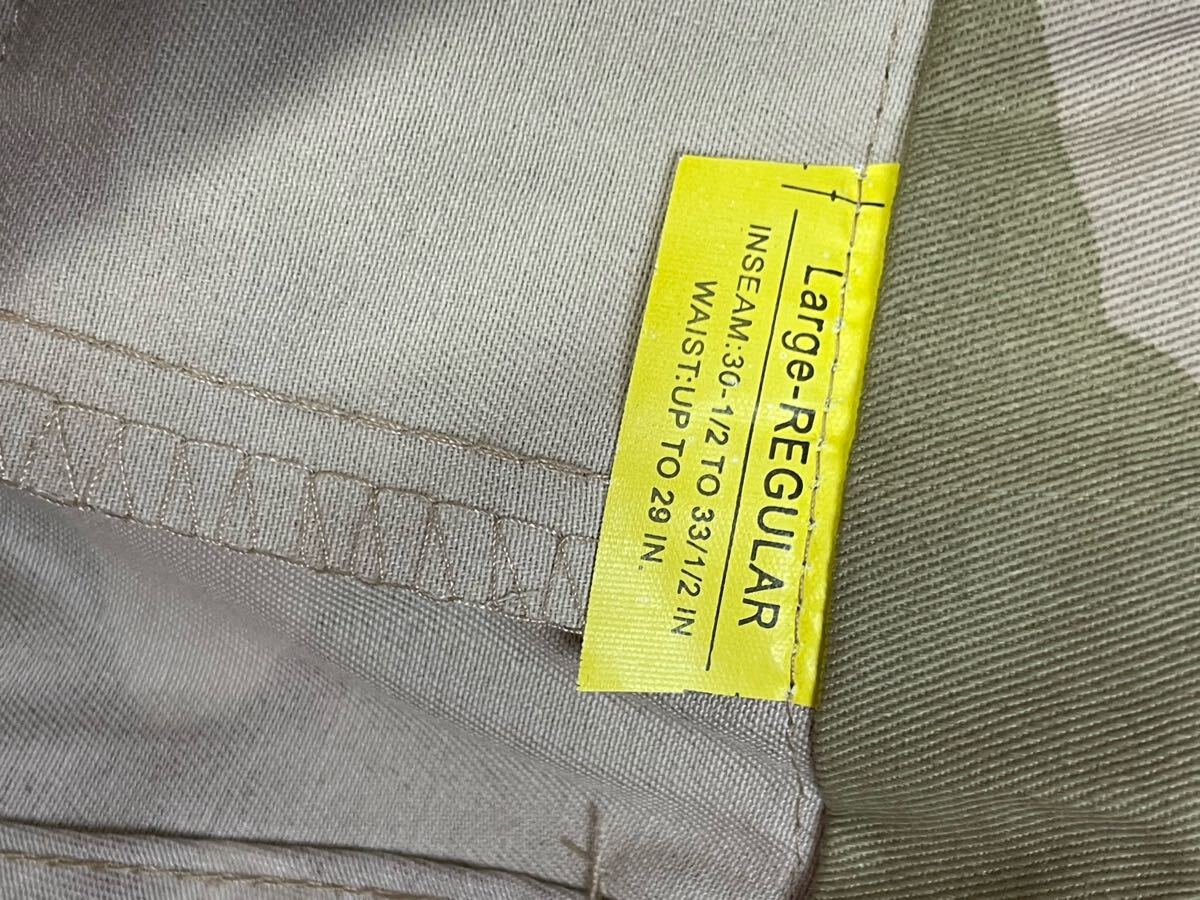 Large-REGULAR
INSEAM:30-1/2 TO 33/1/2 IN
WAIST:UP TO 29 IN.